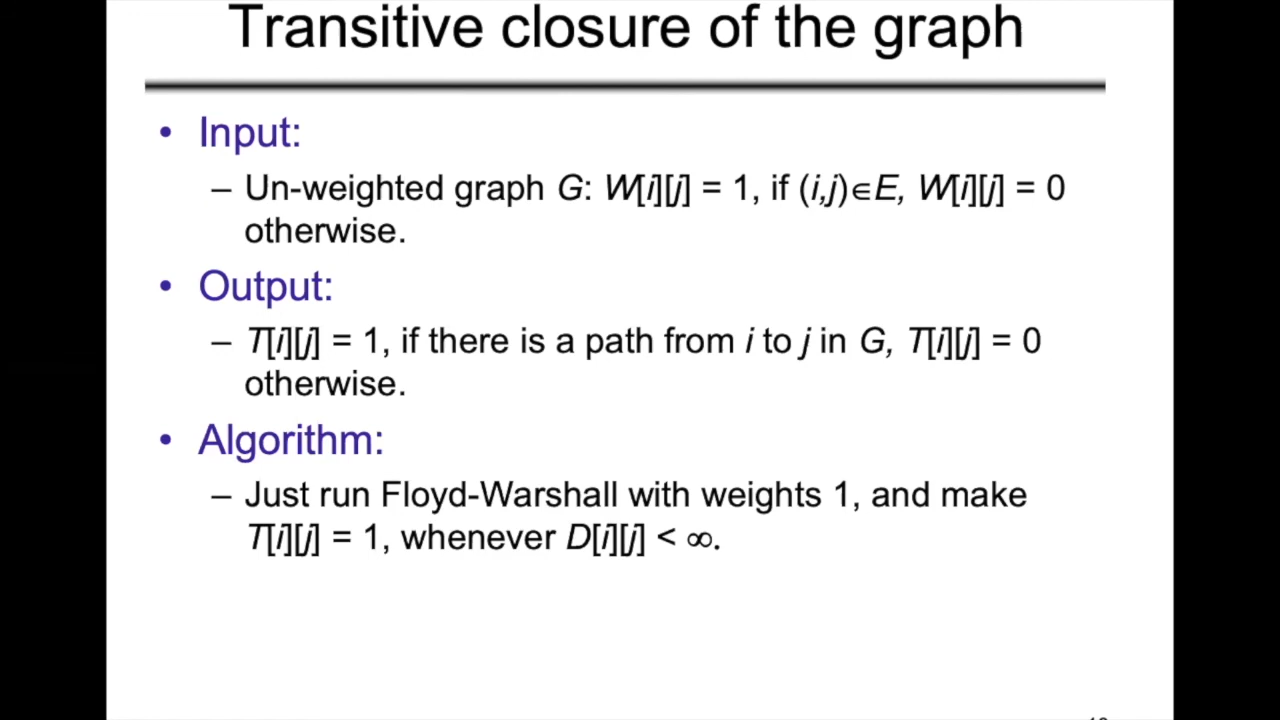 Transitive closure of the graph
• Input:
– Un-weighted graph G: W[i][j] = 1, if (i,j)∈E, W[i][j] = 0
otherwise.
• Output:
– T[i][j] = 1, if there is a path from i to j in G, T[i][j] = 0
otherwise.
• Algorithm:
– Just run Floyd-Warshall with weights 1, and make
T[i][j] = 1, whenever D[i][j] < ∞.